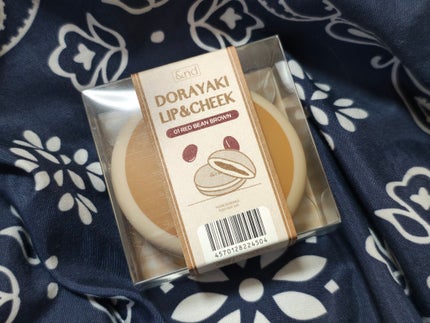 &nd
DORAYAKI
LIP&CHEEK
01 RED BEAN BROWN
4570128224504